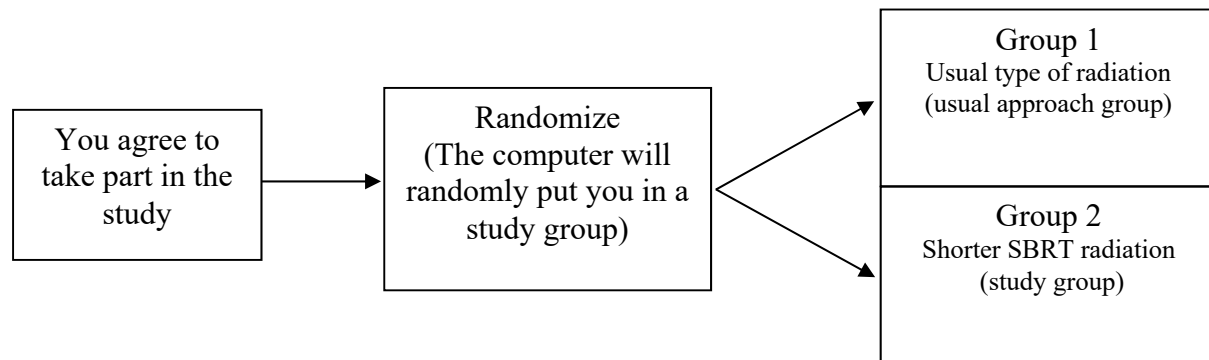 You agree to
take part in the
study
Randomize
(The computer will
randomly put you in a
study group)
Group 1
Usual type of radiation
(usual approach group)
Group 2
Shorter SBRT radiation
(study group)